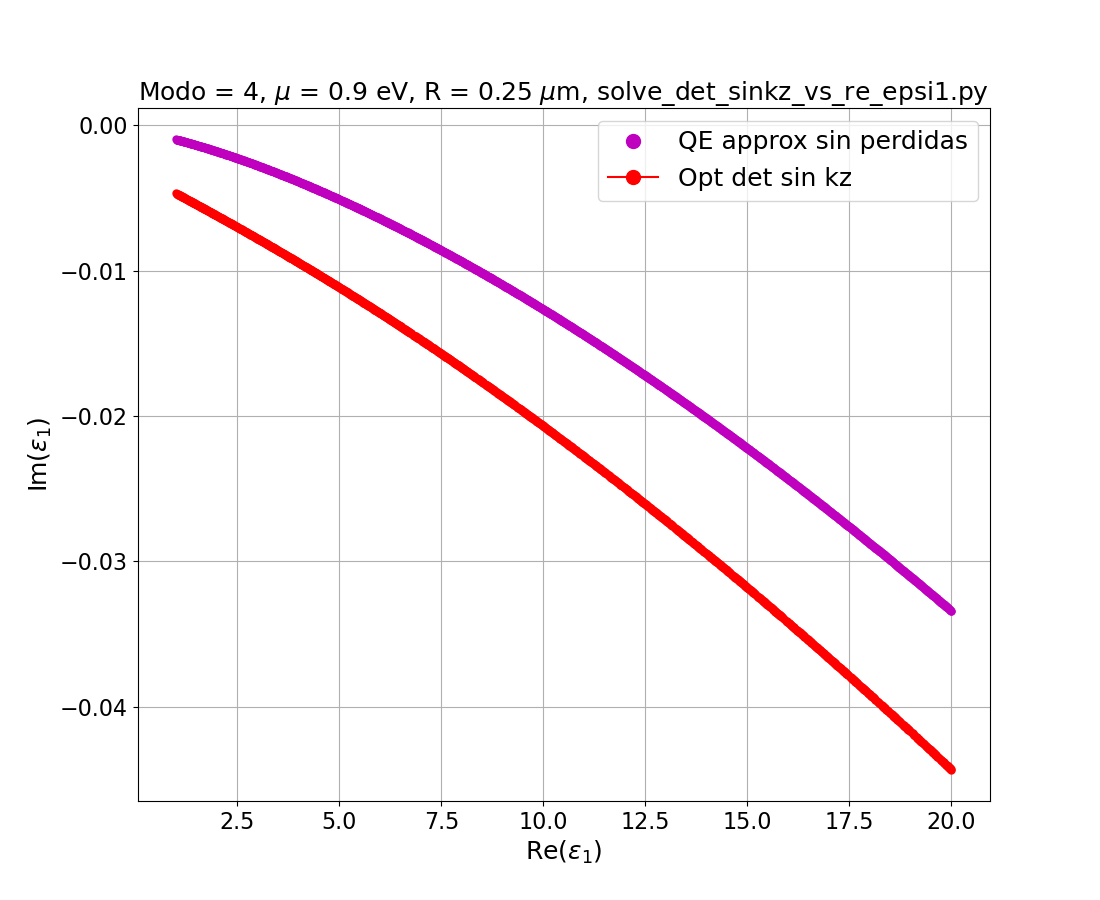 Modo = 4, μ = 0.9 eV, R = 0.25 μm, solve_det_sinkz_vs_re_epsi1.py
QE approx sin perdidas
Opt det sin kz
0.00
−0.01
−0.02
−0.03
−0.04
Im(ε₁)
2.5 5.0 7.5 10.0 12.5 15.0 17.5 20.0
Re(ε₁)